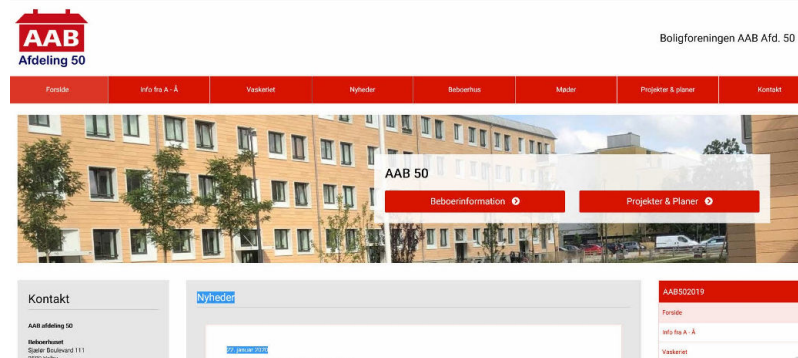 AAB
Afdeling 50
Boligforeningen AAB Afd. 50
Forside
Info fra A - Å
Vaskeriet
Nyheder
Beboerhus
Møder
Projekter & planer
Kontakt
AAB 50
Beboerinformation
Projekter & Planer
Kontakt
AAB afdeling 50
Beboerhuset
Sjælør Boulevard 111
Nyheder
22. januar 2020
AAB502019
Forside
Info fra A - Å
Vaskeriet